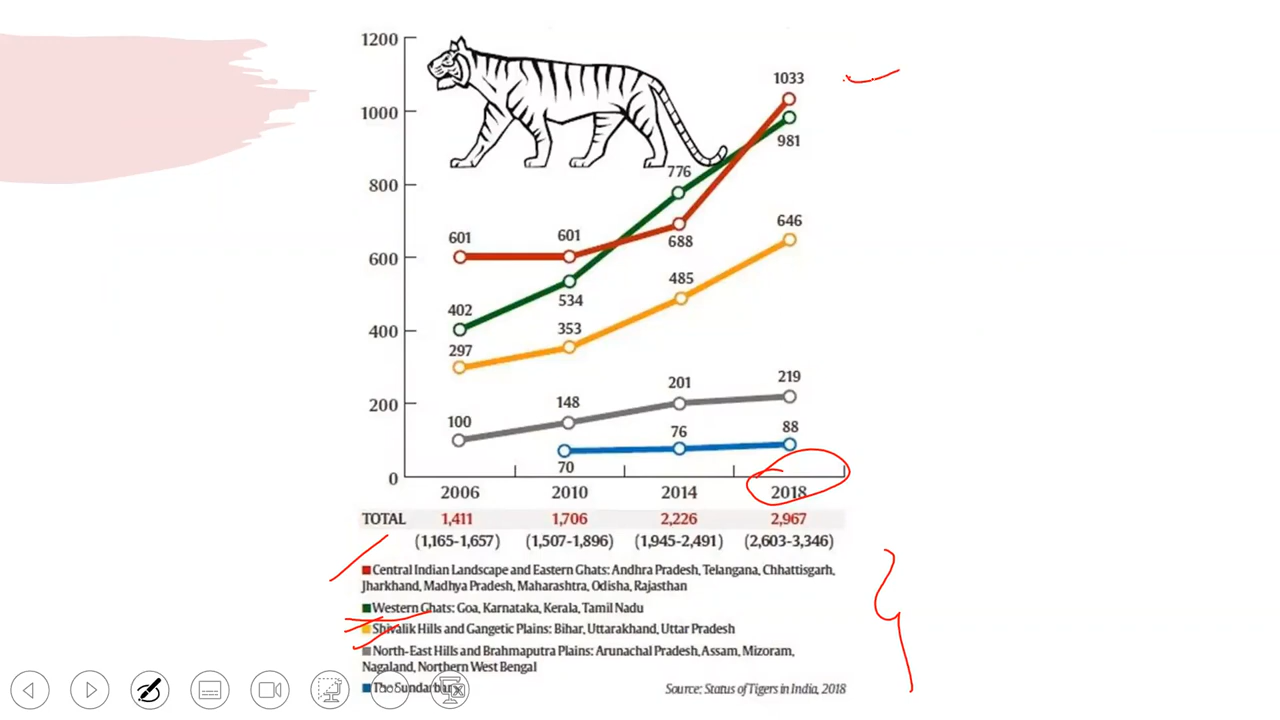 1200
1033
1000
981
776
800
646
601
601
688
600
485
534
402
400
353
297
219
201
200
148
100
88
76
70
0
2006 2010 2014 2018
TOTAL 1,411 1,706 2,226 2,967
(1,165-1,657) (1,507-1,896) (1,945-2,491) (2,603-3,346)
Central Indian Landscape and Eastern Ghats: Andhra Pradesh, Telangana, Chhattisgarh,
Jharkhand, Madhya Pradesh, Maharashtra, Odisha, Rajasthan
Western Ghats: Goa, Karnataka, Kerala, Tamil Nadu
Shivalik Hills and Gangetic Plains: Bihar, Uttarakhand, Uttar Pradesh
North-East Hills and Brahmaputra Plains: Arunachal Pradesh, Assam, Mizoram,
Nagaland, Northern West Bengal
The Sundarbans
Source: Status of Tigers in India, 2018